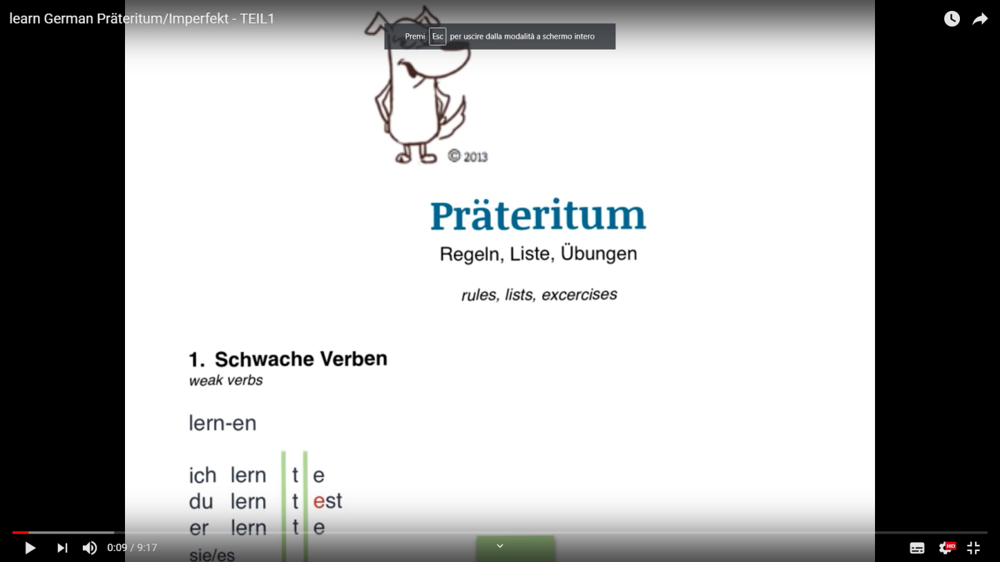 learn German Präteritum/Imperfekt - TEIL1
Premi Esc per uscire dalla modalità a schermo intero
© 2013
Präteritum
Regeln, Liste, Übungen
rules, lists, excercises
1. Schwache Verben
weak verbs
lern-en
ich lern t e
du lern t est
er lern t e
sie/es
0:09 / 9:17
HD